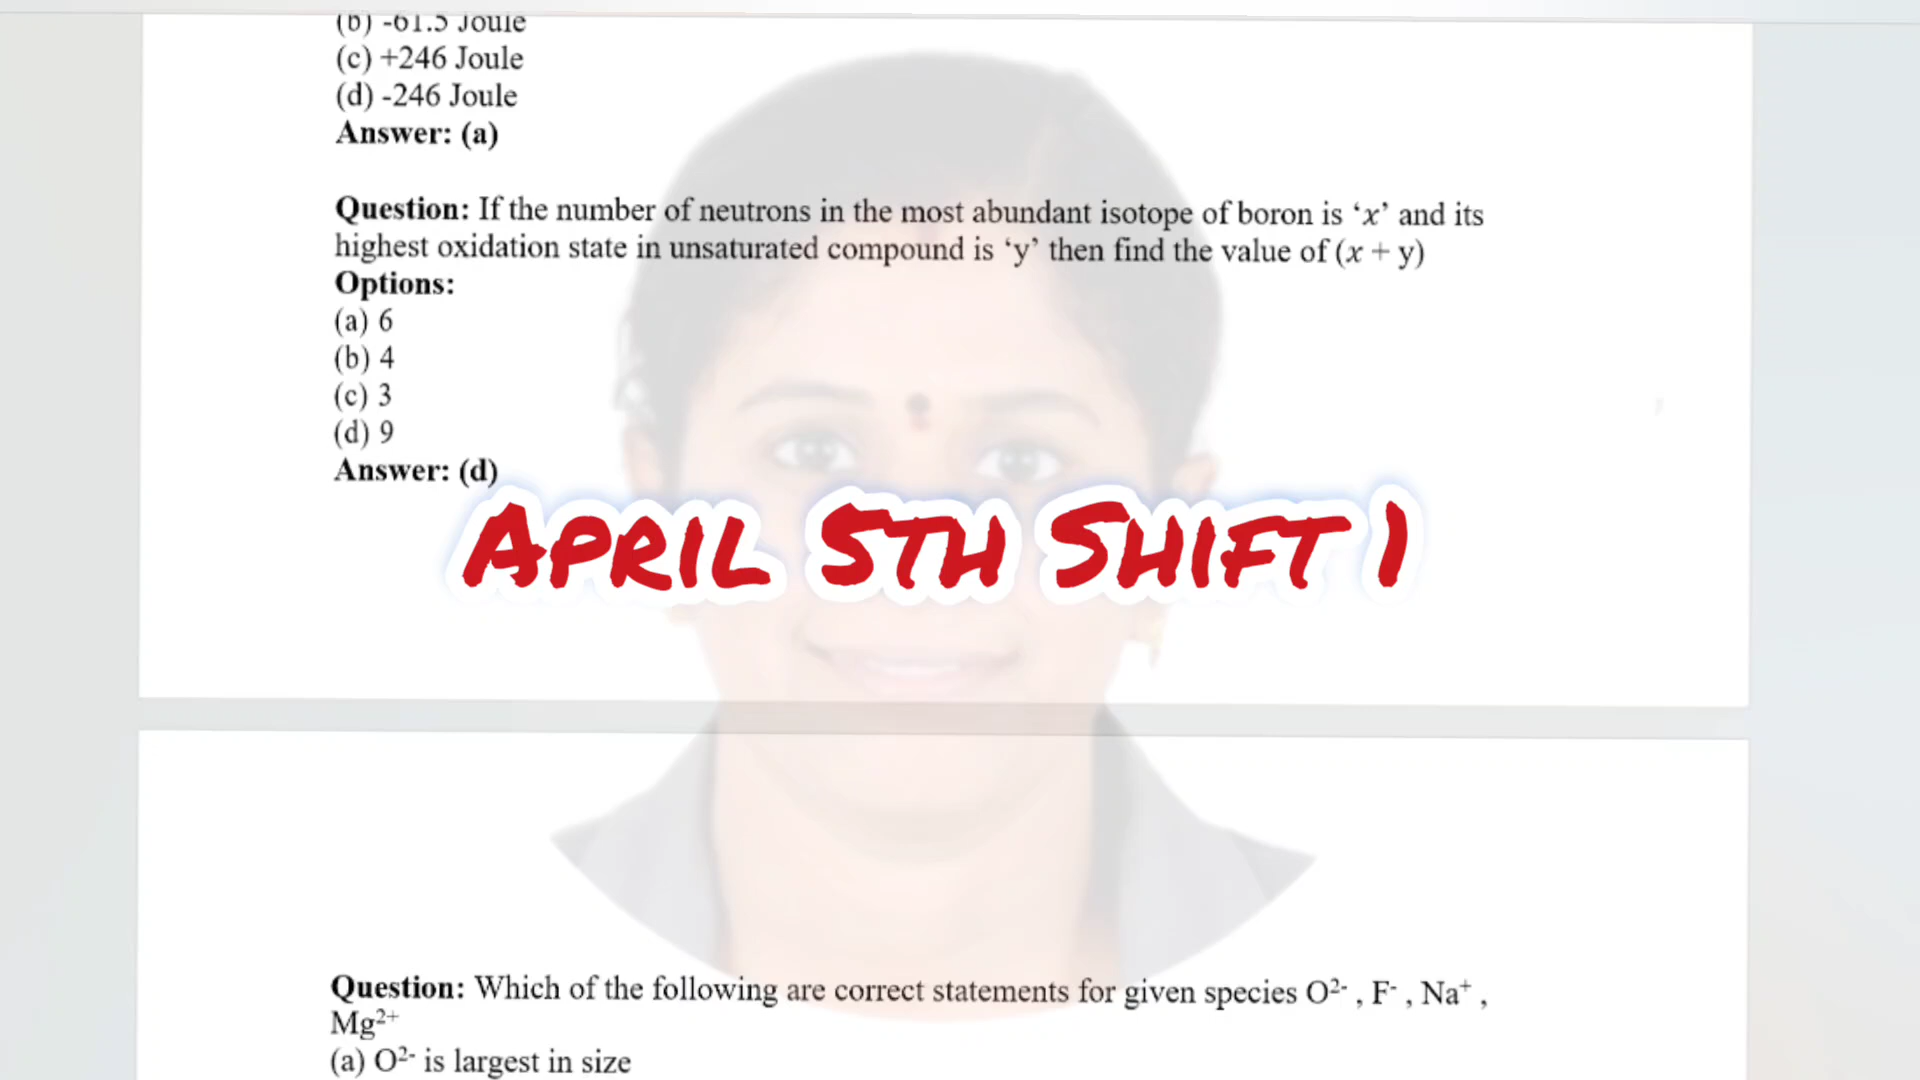 (b) -61.5 Joule
(c) +246 Joule
(d) -246 Joule
Answer: (a)
Question: If the number of neutrons in the most abundant isotope of boron is ‘x’ and its
highest oxidation state in unsaturated compound is ‘y’ then find the value of (x + y)
Options:
(a) 6
(b) 4
(c) 3
(d) 9
Answer: (d)
April 5th Shift 1
Question: Which of the following are correct statements for given species O²⁻ , F⁻ , Na⁺ ,
Mg²⁺
(a) O²⁻ is largest in size